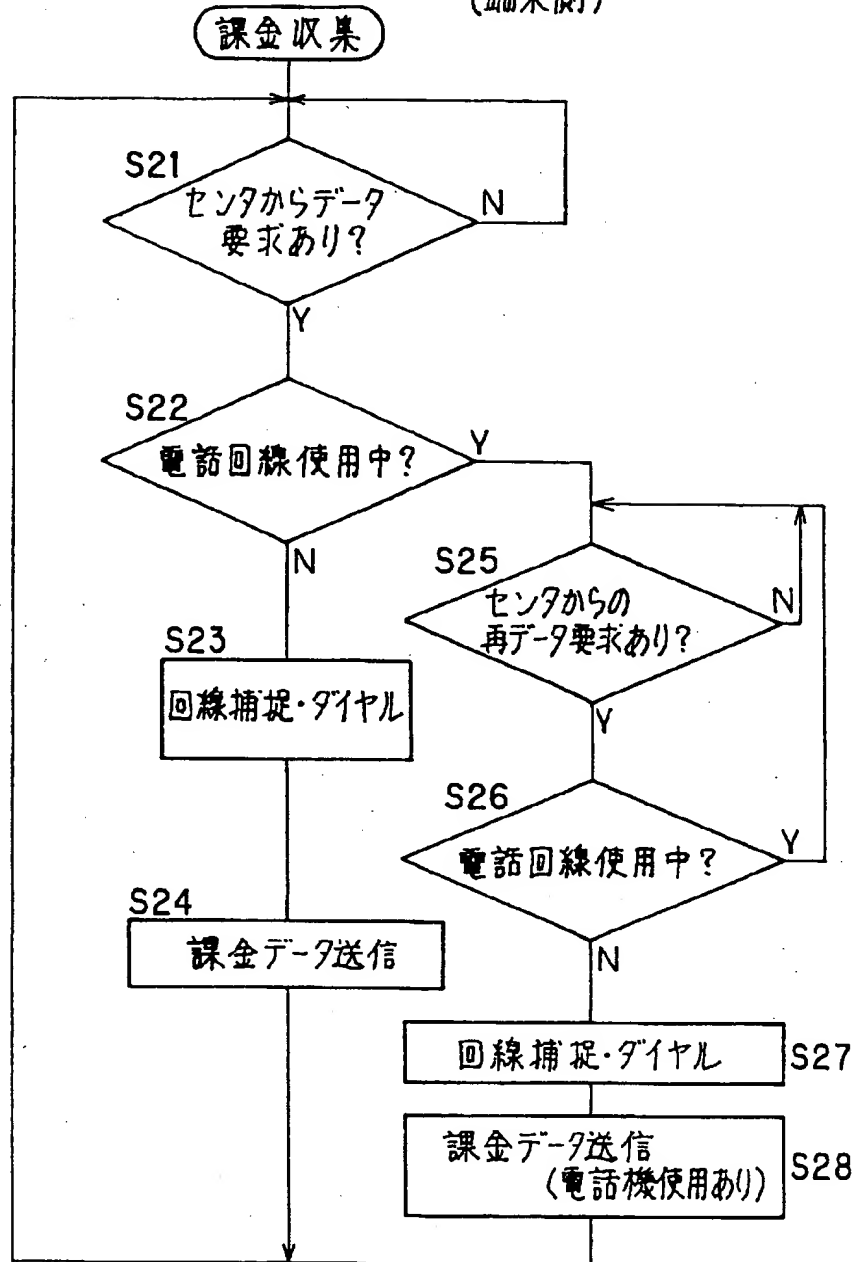 (端末側)
課金収集
S21
センタからデータ
要求あり?
N
Y
S22
電話回線使用中?
Y
N
S25
センタからの
再データ要求あり?
N
Y
S23
回線捕捉・ダイヤル
S26
電話回線使用中?
Y
N
S24
課金データ送信
回線捕捉・ダイヤル
S27
課金データ送信
(電話機使用あり)
S28